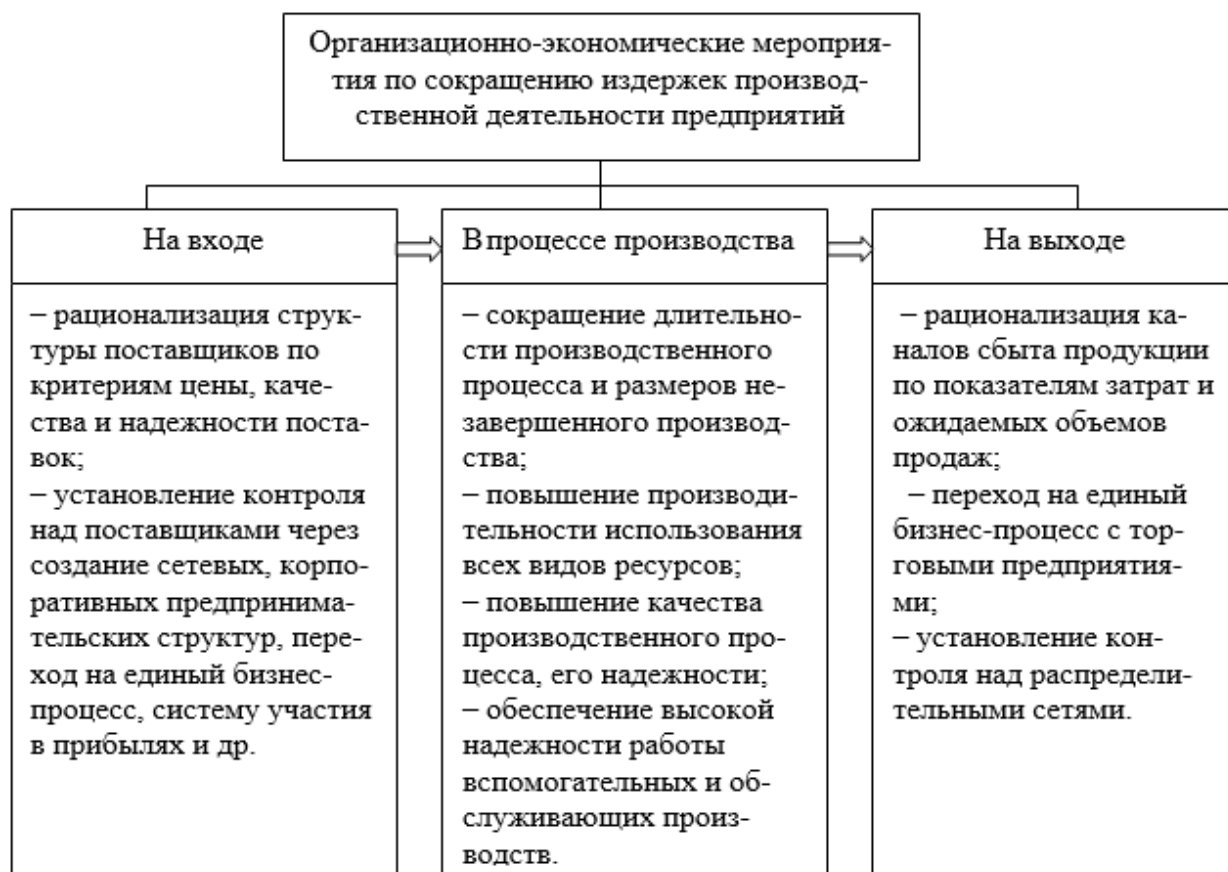 Организационно-экономические мероприя-
тия по сокращению издержек производ-
ственной деятельности предприятий
На входе
– рационализация струк-
туры поставщиков по
критериям цены, каче-
ства и надежности поста-
вок;
– установление контроля
над поставщиками через
создание сетевых, корпо-
ративных предпринима-
тельских структур, пере-
ход на единый бизнес-
процесс, систему участия
в прибылях и др.
В процессе производства
– сокращение длительно-
сти производственного
процесса и размеров не-
завершенного производ-
ства;
– повышение производи-
тельности использования
всех видов ресурсов;
– повышение качества
производственного про-
цесса, его надежности;
– обеспечение высокой
надежности работы
вспомогательных и об-
служивающих произ-
водств.
На выходе
– рационализация ка-
налов сбыта продукции
по показателям затрат и
ожидаемых объемов
продаж;
– переход на единый
бизнес-процесс с тор-
говыми предприятия-
ми;
– установление кон-
троля над распредели-
тельными сетями.